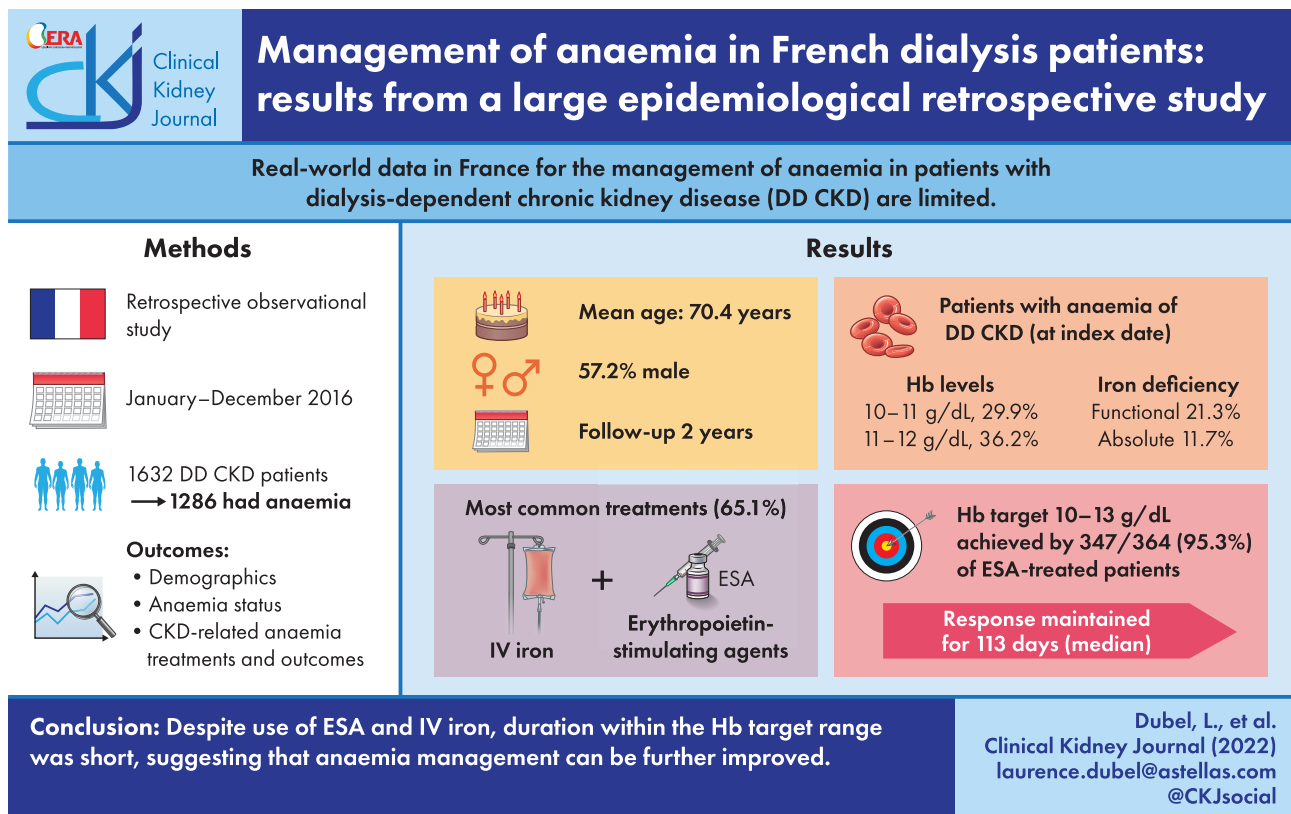 ERA
CKJ
Clinical
Kidney
Journal
Management of anaemia in French dialysis patients:
results from a large epidemiological retrospective study
Real-world data in France for the management of anaemia in patients with
dialysis-dependent chronic kidney disease (DD CKD) are limited.
Methods
Retrospective observational
study
January–December 2016
1632 DD CKD patients
→ 1286 had anaemia
Outcomes:
• Demographics
• Anaemia status
• CKD-related anaemia
treatments and outcomes
Results
Mean age: 70.4 years
57.2% male
Follow-up 2 years
Patients with anaemia of
DD CKD (at index date)
Hb levels
10–11 g/dL, 29.9%
11–12 g/dL, 36.2%
Iron deficiency
Functional 21.3%
Absolute 11.7%
Most common treatments (65.1%)
IV iron
+
ESA
Erythropoietin-
stimulating agents
Hb target 10–13 g/dL
achieved by 347/364 (95.3%)
of ESA-treated patients
Response maintained
for 113 days (median)
Conclusion: Despite use of ESA and IV iron, duration within the Hb target range
was short, suggesting that anaemia management can be further improved.
Dubel, L., et al.
Clinical Kidney Journal (2022)
laurence.dubel@astellas.com
@CKJsocial